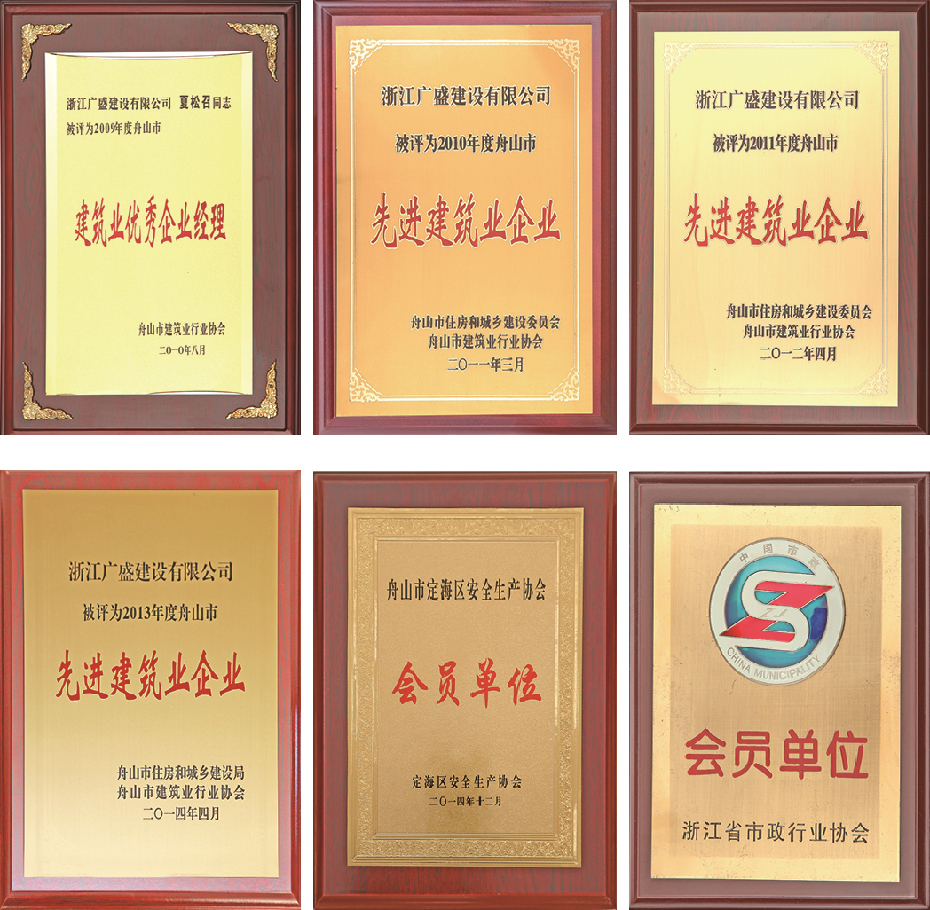 浙江广盛建设有限公司 夏松召同志
被评为2009年度舟山市
建筑业优秀企业经理
舟山市建筑业行业协会
二〇一〇年八月
浙江广盛建设有限公司
被评为2010年度舟山市
先进建筑业企业
舟山市住房和城乡建设委员会
舟山市建筑业行业协会
二〇一一年三月
浙江广盛建设有限公司
被评为2011年度舟山市
先进建筑业企业
舟山市住房和城乡建设委员会
舟山市建筑业行业协会
二〇一二年四月
浙江广盛建设有限公司
被评为2013年度舟山市
先进建筑业企业
舟山市住房和城乡建设局
舟山市建筑业行业协会
二〇一四年四月
舟山市定海区安全生产协会
会员单位
定海区安全生产协会
二〇一四年十二月
中国市政
CHINA MUNICIPALITY
会员单位
浙江省市政行业协会